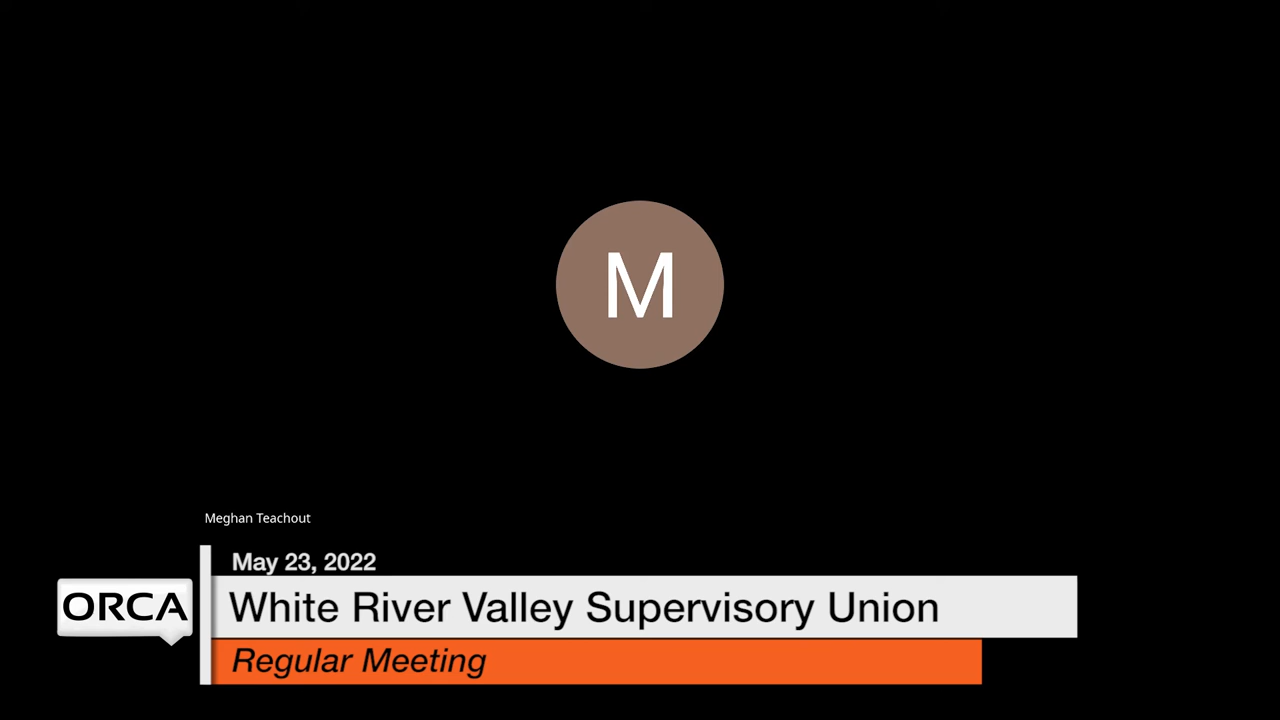 M
Meghan Teachout
May 23, 2022
ORCA
White River Valley Supervisory Union
Regular Meeting